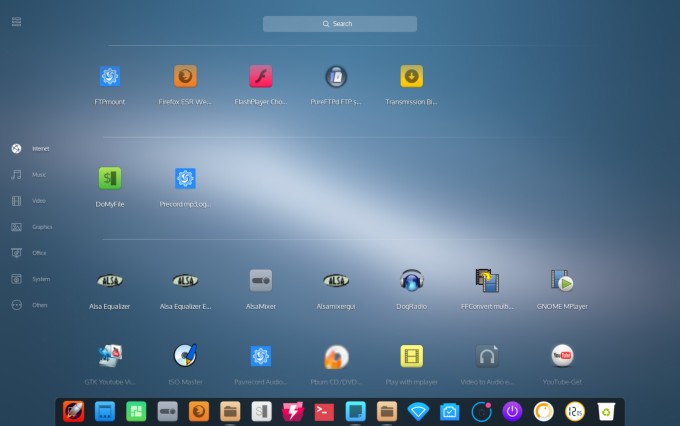 Search
FTPmount
Firefox ESR We...
FlashPlayer Cho...
PureFTPd FTP s...
Transmission Bi...
Internet
Music
Video
Graphics
Office
System
Others
DoMyFile
Precord mp3,og...
Alsa Equalizer
Alsa Equalizer E...
AlsaMixer
Alsamixergui
DogRadio
FFConvert multi...
GNOME MPlayer
GTK Youtube Vi...
ISO Master
Pavrecord Audio...
Pburn CD/DVD...
Play with mplayer
Video to Audio e...
YouTube-Get